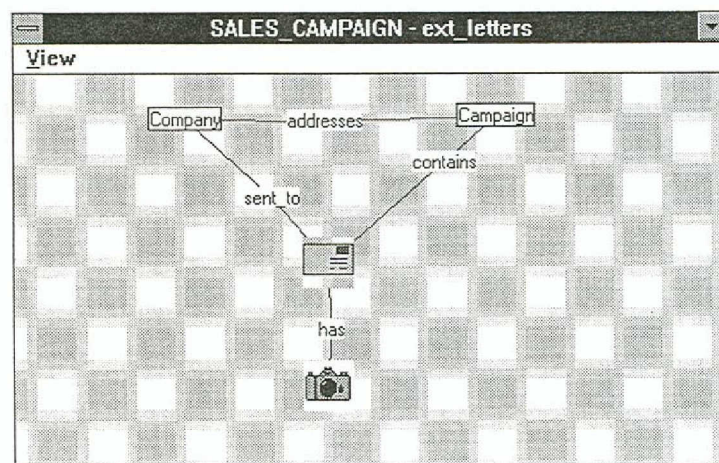 SALES_CAMPAIGN - ext_letters
View
Company addresses Campaign
contains
sent_to
has